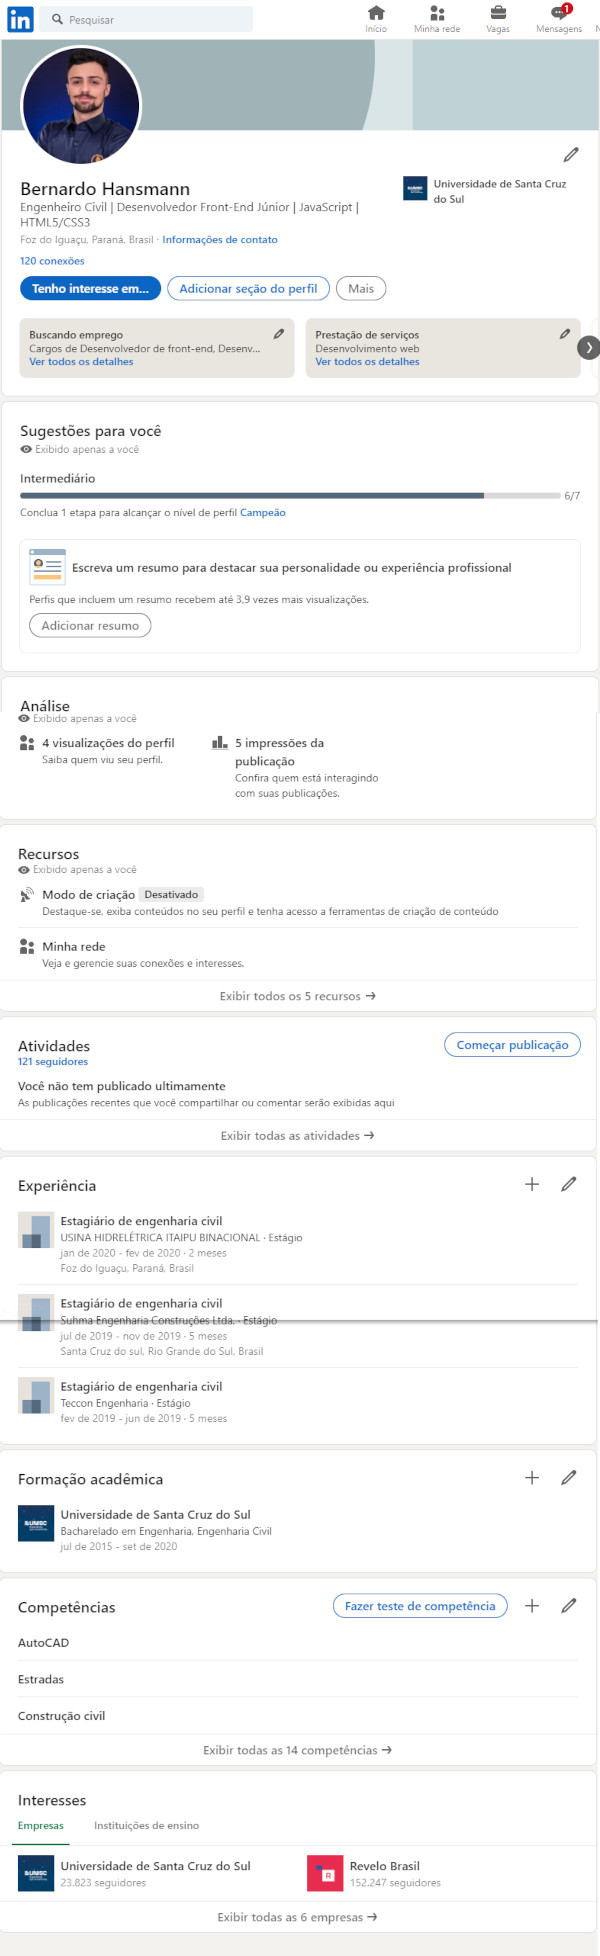 in
Pesquisar
Início
Minha rede
Vagas
1
Mensagens
Bernardo Hansmann
Engenheiro Civil | Desenvolvedor Front-End Júnior | JavaScript |
HTML5/CSS3
Universidade de Santa Cruz
do Sul
Foz do Iguaçu, Paraná, Brasil · Informações de contato
120 conexões
Tenho interesse em...
Adicionar seção do perfil
Mais
Buscando emprego
Cargos de Desenvolvedor de front-end, Desenv...
Ver todos os detalhes
Prestação de serviços
Desenvolvimento web
Ver todos os detalhes
Sugestões para você
Exibido apenas a você
Intermediário
6/7
Conclua 1 etapa para alcançar o nível de perfil Campeão
Escreva um resumo para destacar sua personalidade ou experiência profissional
Perfis que incluem um resumo recebem até 3,9 vezes mais visualizações.
Adicionar resumo
Análise
Exibido apenas a você
4 visualizações do perfil
Saiba quem viu seu perfil.
5 impressões da
publicação
Confira quem está interagindo
com suas publicações.
Recursos
Exibido apenas a você
Modo de criação Desativado
Destaque-se, exiba conteúdos no seu perfil e tenha acesso a ferramentas de criação de conteúdo
Minha rede
Veja e gerencie suas conexões e interesses.
Exibir todos os 5 recursos →
Atividades
121 seguidores
Começar publicação
Você não tem publicado ultimamente
As publicações recentes que você compartilhar ou comentar serão exibidas aqui
Exibir todas as atividades →
Experiência
Estagiário de engenharia civil
USINA HIDRELÉTRICA ITAIPU BINACIONAL · Estágio
jan de 2020 - fev de 2020 · 2 meses
Foz do Iguaçu, Paraná, Brasil
Estagiário de engenharia civil
Suhma Engenharia Construções Ltda. · Estágio
jul de 2019 - nov de 2019 · 5 meses
Santa Cruz do sul, Rio Grande do Sul, Brasil
Estagiário de engenharia civil
Teccon Engenharia · Estágio
fev de 2019 - jun de 2019 · 5 meses
Formação acadêmica
UNISC
Universidade de Santa Cruz do Sul
Bacharelado em Engenharia, Engenharia Civil
jul de 2015 - set de 2020
Competências
Fazer teste de competência
AutoCAD
Estradas
Construção civil
Exibir todas as 14 competências →
Interesses
Empresas
Instituições de ensino
UNISC
Universidade de Santa Cruz do Sul
23.823 seguidores
R
Revelo Brasil
152.247 seguidores
Exibir todas as 6 empresas →